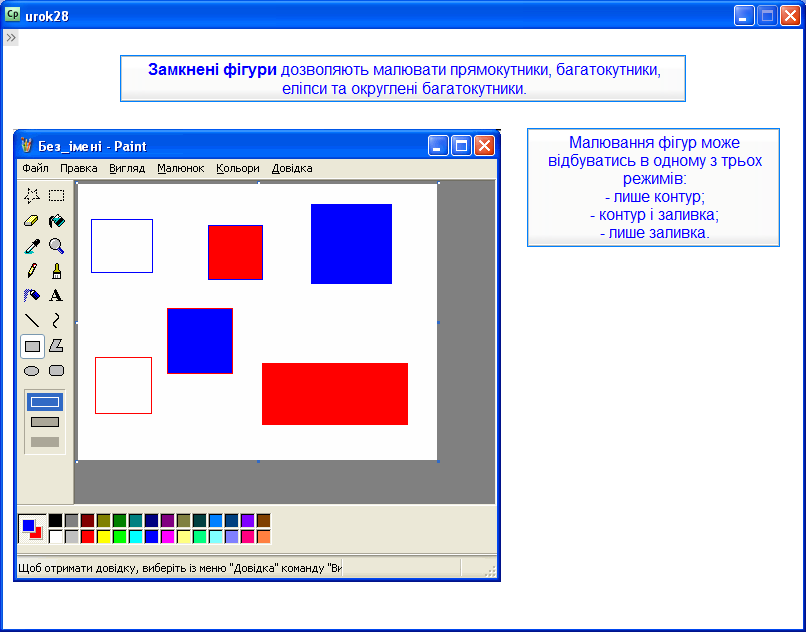 urok28
Замкнені фігури дозволяють малювати прямокутники, багатокутники,
еліпси та округлені багатокутники.
Без_імені - Paint
Файл Правка Вигляд Малюнок Кольори Довідка
A
Щоб отримати довідку, виберіть із меню "Довідка" команду "Ви
Малювання фігур може
відбуватись в одному з трьох
режимів:
- лише контур;
- контур і заливка;
- лише заливка.